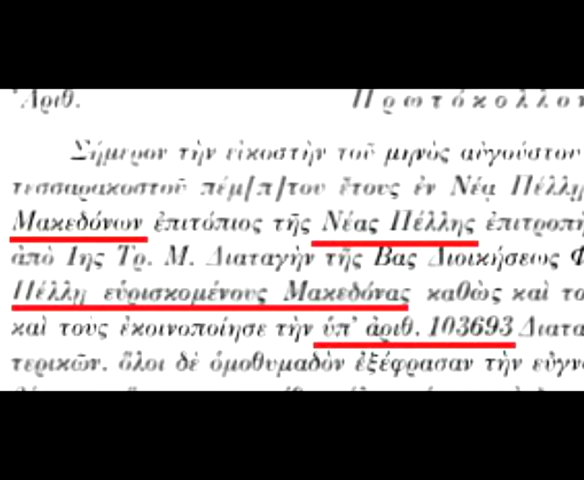 Ἀριθ. Πρωτόκολλον
Σήμερον τὴν εἰκοστὴν τοῦ μηνὸς αὐγούστου
τεσσαρακοστοῦ πέμ[π]του ἔτους ἐν Νέᾳ Πέλλῃ
Μακεδόνων ἐπιτόπιος τῆς Νέας Πέλλης ἐπιτροπὴ
ἀπὸ 1ης Τρ. Μ. Διαταγὴν τῆς Βας Διοικήσεως Φ
Πέλλῃ εὑρισκομένους Μακεδόνας καθὼς καὶ το
καὶ τοὺς ἐκοινοποίησε τὴν ὑπ' ἀριθ. 103693 Διατα
τερικῶν. ὅλοι δὲ ὁμοθυμαδὸν ἐξέφρασαν τὴν εὐγν